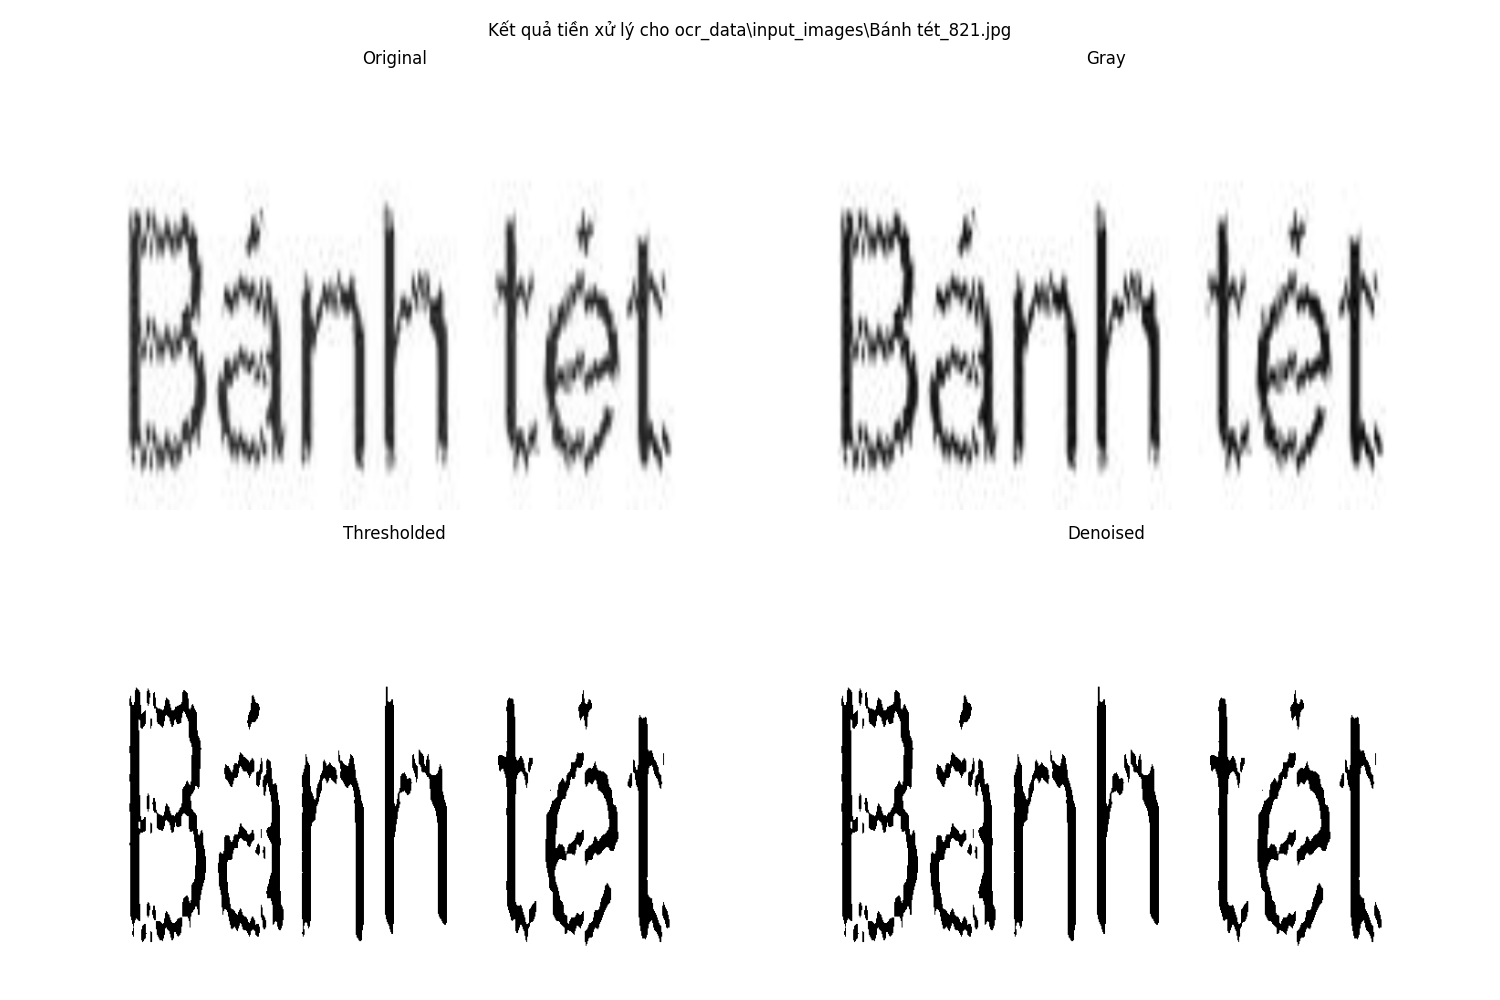 Kết quả tiền xử lý cho ocr_data\input_images\Bánh tét_821.jpg
Original
Gray
Bánh tét
Bánh tét
Thresholded
Denoised
Bánh tét
Bánh tét